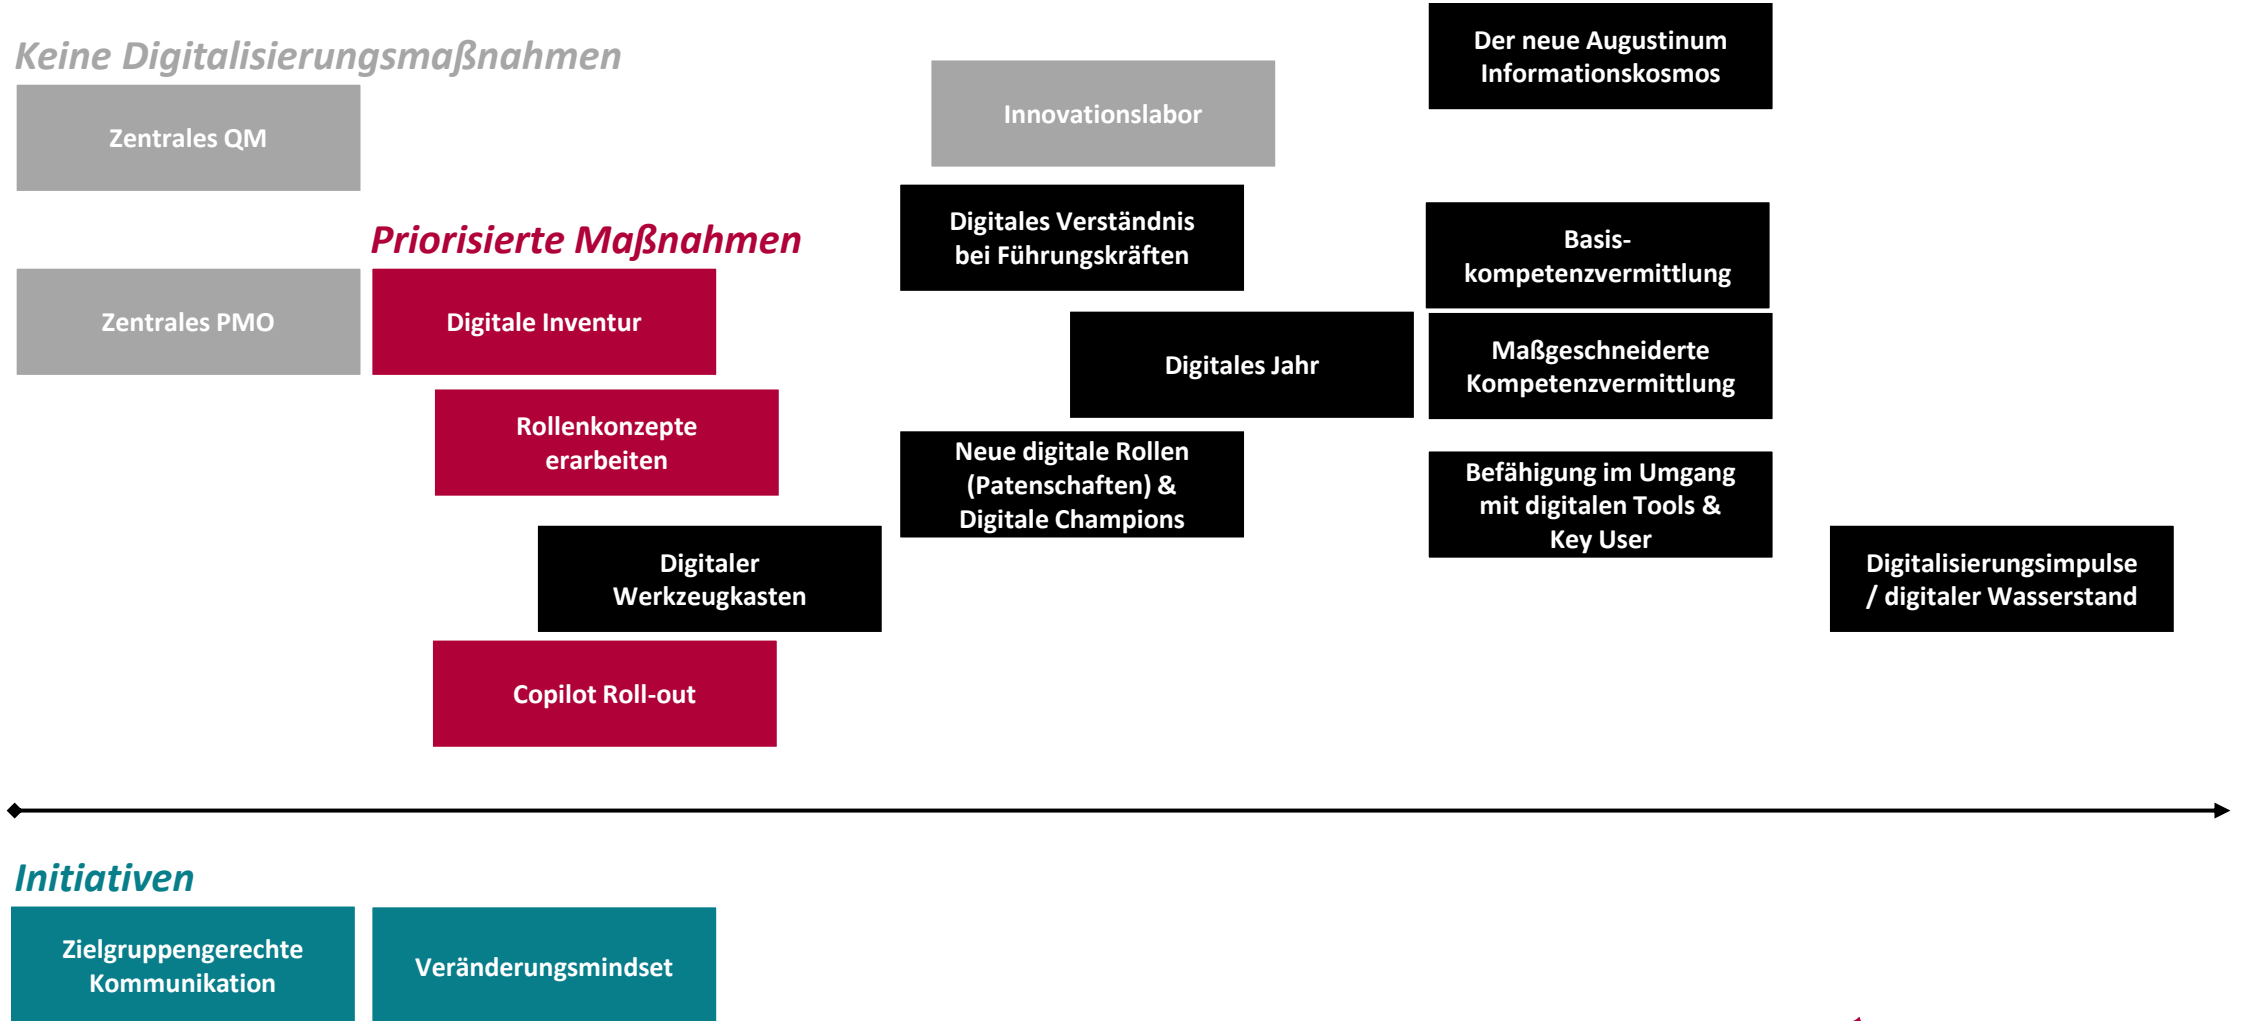 Keine Digitalisierungsmaßnahmen
Zentrales QM
Innovationslabor
Der neue Augustinum
Informationskosmos
Priorisierte Maßnahmen
Digitales Verständnis
bei Führungskräften
Basis-
kompetenzvermittlung
Zentrales PMO
Digitale Inventur
Digitales Jahr
Maßgeschneiderte
Kompetenzvermittlung
Rollenkonzepte
erarbeiten
Neue digitale Rollen
(Patenschaften) &
Digitale Champions
Befähigung im Umgang
mit digitalen Tools &
Key User
Digitaler
Werkzeugkasten
Digitalisierungsimpulse
/ digitaler Wasserstand
Copilot Roll-out
Initiativen
Zielgruppengerechte
Kommunikation
Veränderungsmindset